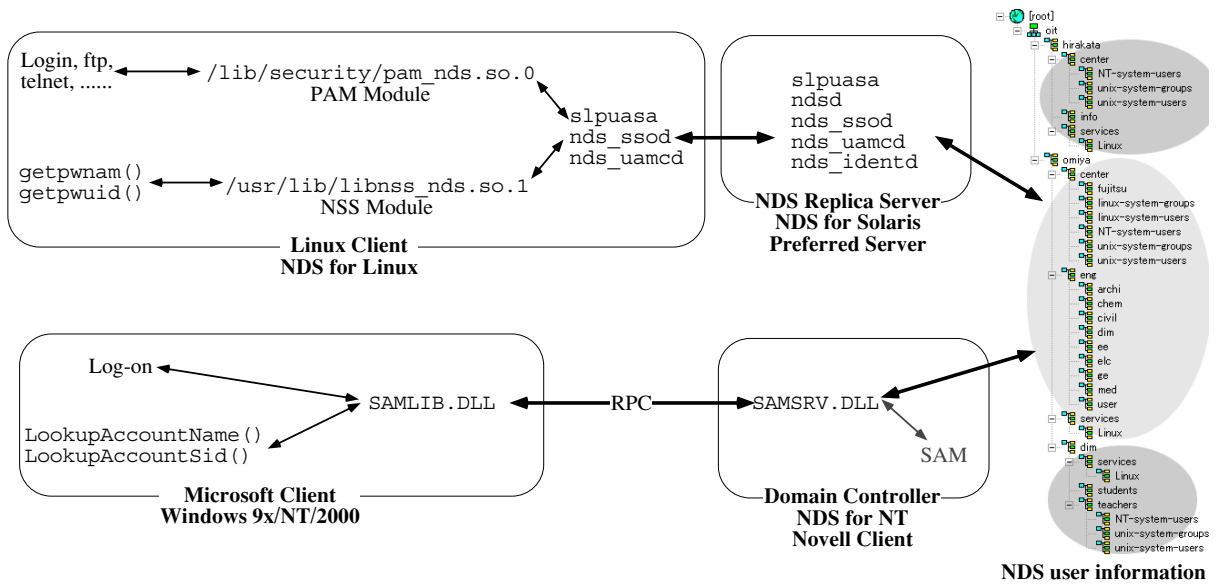 Login, ftp,
telnet, ......
/lib/security/pam_nds.so.0
PAM Module
slpuasa
nds_ssod
nds_uamcd
getpwnam()
getpwuid()
/usr/lib/libnss_nds.so.1
NSS Module
Linux Client
NDS for Linux
slpuasa
ndsd
nds_ssod
nds_uamcd
nds_identd
NDS Replica Server
NDS for Solaris
Preferred Server
Log-on
SAMLIB.DLL
LookupAccountName()
LookupAccountSid()
Microsoft Client
Windows 9x/NT/2000
RPC
SAMSRV.DLL
SAM
Domain Controller
NDS for NT
Novell Client
[root]
oit
hirakata
center
NT-system-users
unix-system-groups
unix-system-users
info
services
Linux
omiya
center
fujitsu
linux-system-groups
linux-system-users
NT-system-users
unix-system-groups
unix-system-users
eng
archi
chem
civil
dim
ee
elc
ge
med
user
services
Linux
dim
services
Linux
students
teachers
NT-system-users
unix-system-groups
unix-system-users
NDS user information